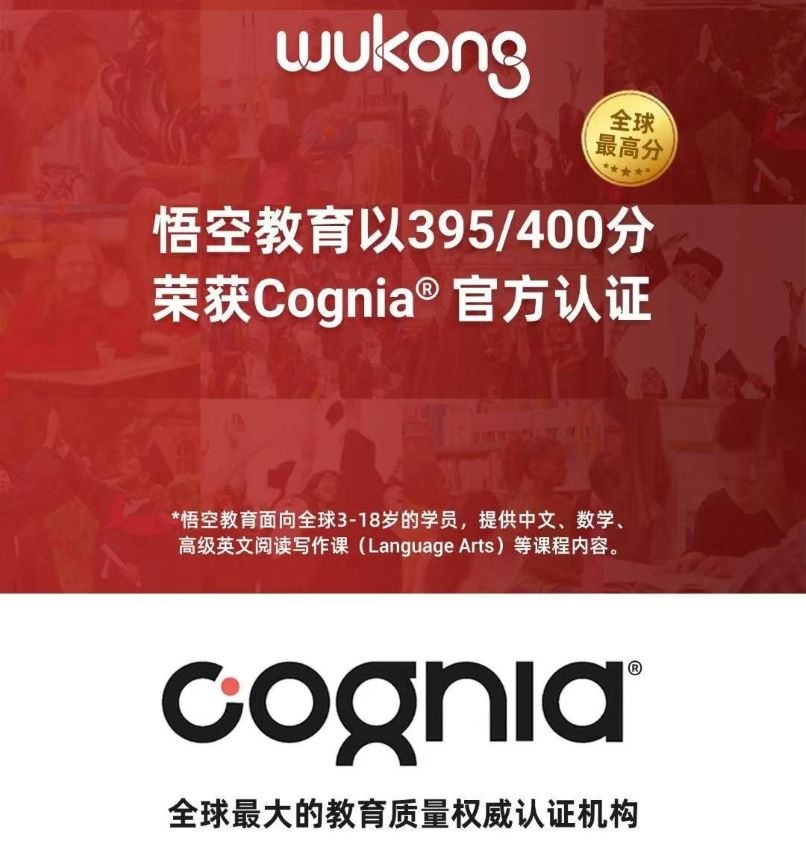 wukong
全球
最高分
悟空教育以395/400分
荣获Cognia® 官方认证
*悟空教育面向全球3-18岁的学员，提供中文、数学、
高级英文阅读写作课（Language Arts）等课程内容。
cognia®
全球最大的教育质量权威认证机构